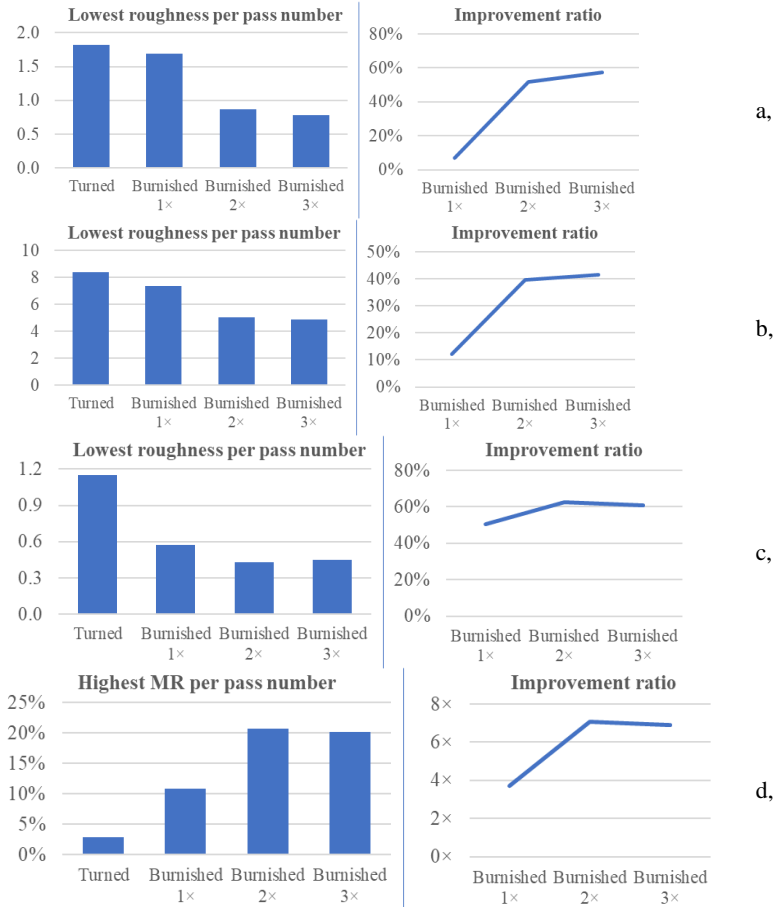 Lowest roughness per pass number
2.0
1.5
1.0
0.5
0.0
Turned Burnished Burnished Burnished
1× 2× 3×
Improvement ratio
80%
60%
40%
20%
0%
Burnished Burnished Burnished
1× 2× 3×
a,
Lowest roughness per pass number
10
8
6
4
2
0
Turned Burnished Burnished Burnished
1× 2× 3×
Improvement ratio
50%
40%
30%
20%
10%
0%
Burnished Burnished Burnished
1× 2× 3×
b,
Lowest roughness per pass number
1.2
0.9
0.6
0.3
0.0
Turned Burnished Burnished Burnished
1× 2× 3×
Improvement ratio
80%
60%
40%
20%
0%
Burnished Burnished Burnished
1× 2× 3×
c,
Highest MR per pass number
25%
20%
15%
10%
5%
0%
Turned Burnished Burnished Burnished
1× 2× 3×
Improvement ratio
8×
6×
4×
2×
0×
Burnished Burnished Burnished
1× 2× 3×
d,